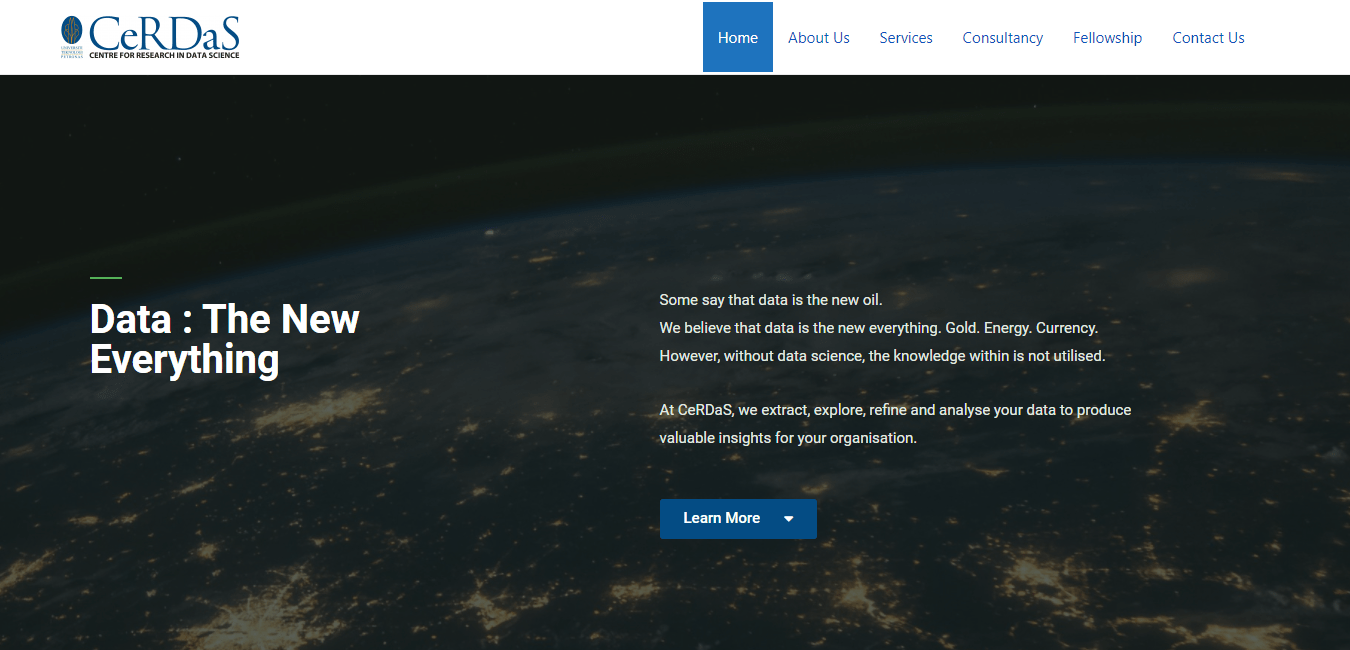 UNIVERSITI
TEKNOLOGI
PETRONAS
CeRDaS
CENTRE FOR RESEARCH IN DATA SCIENCE
Home
About Us
Services
Consultancy
Fellowship
Contact Us
Data : The New
Everything
Some say that data is the new oil.
We believe that data is the new everything. Gold. Energy. Currency.
However, without data science, the knowledge within is not utilised.
At CeRDaS, we extract, explore, refine and analyse your data to produce
valuable insights for your organisation.
Learn More